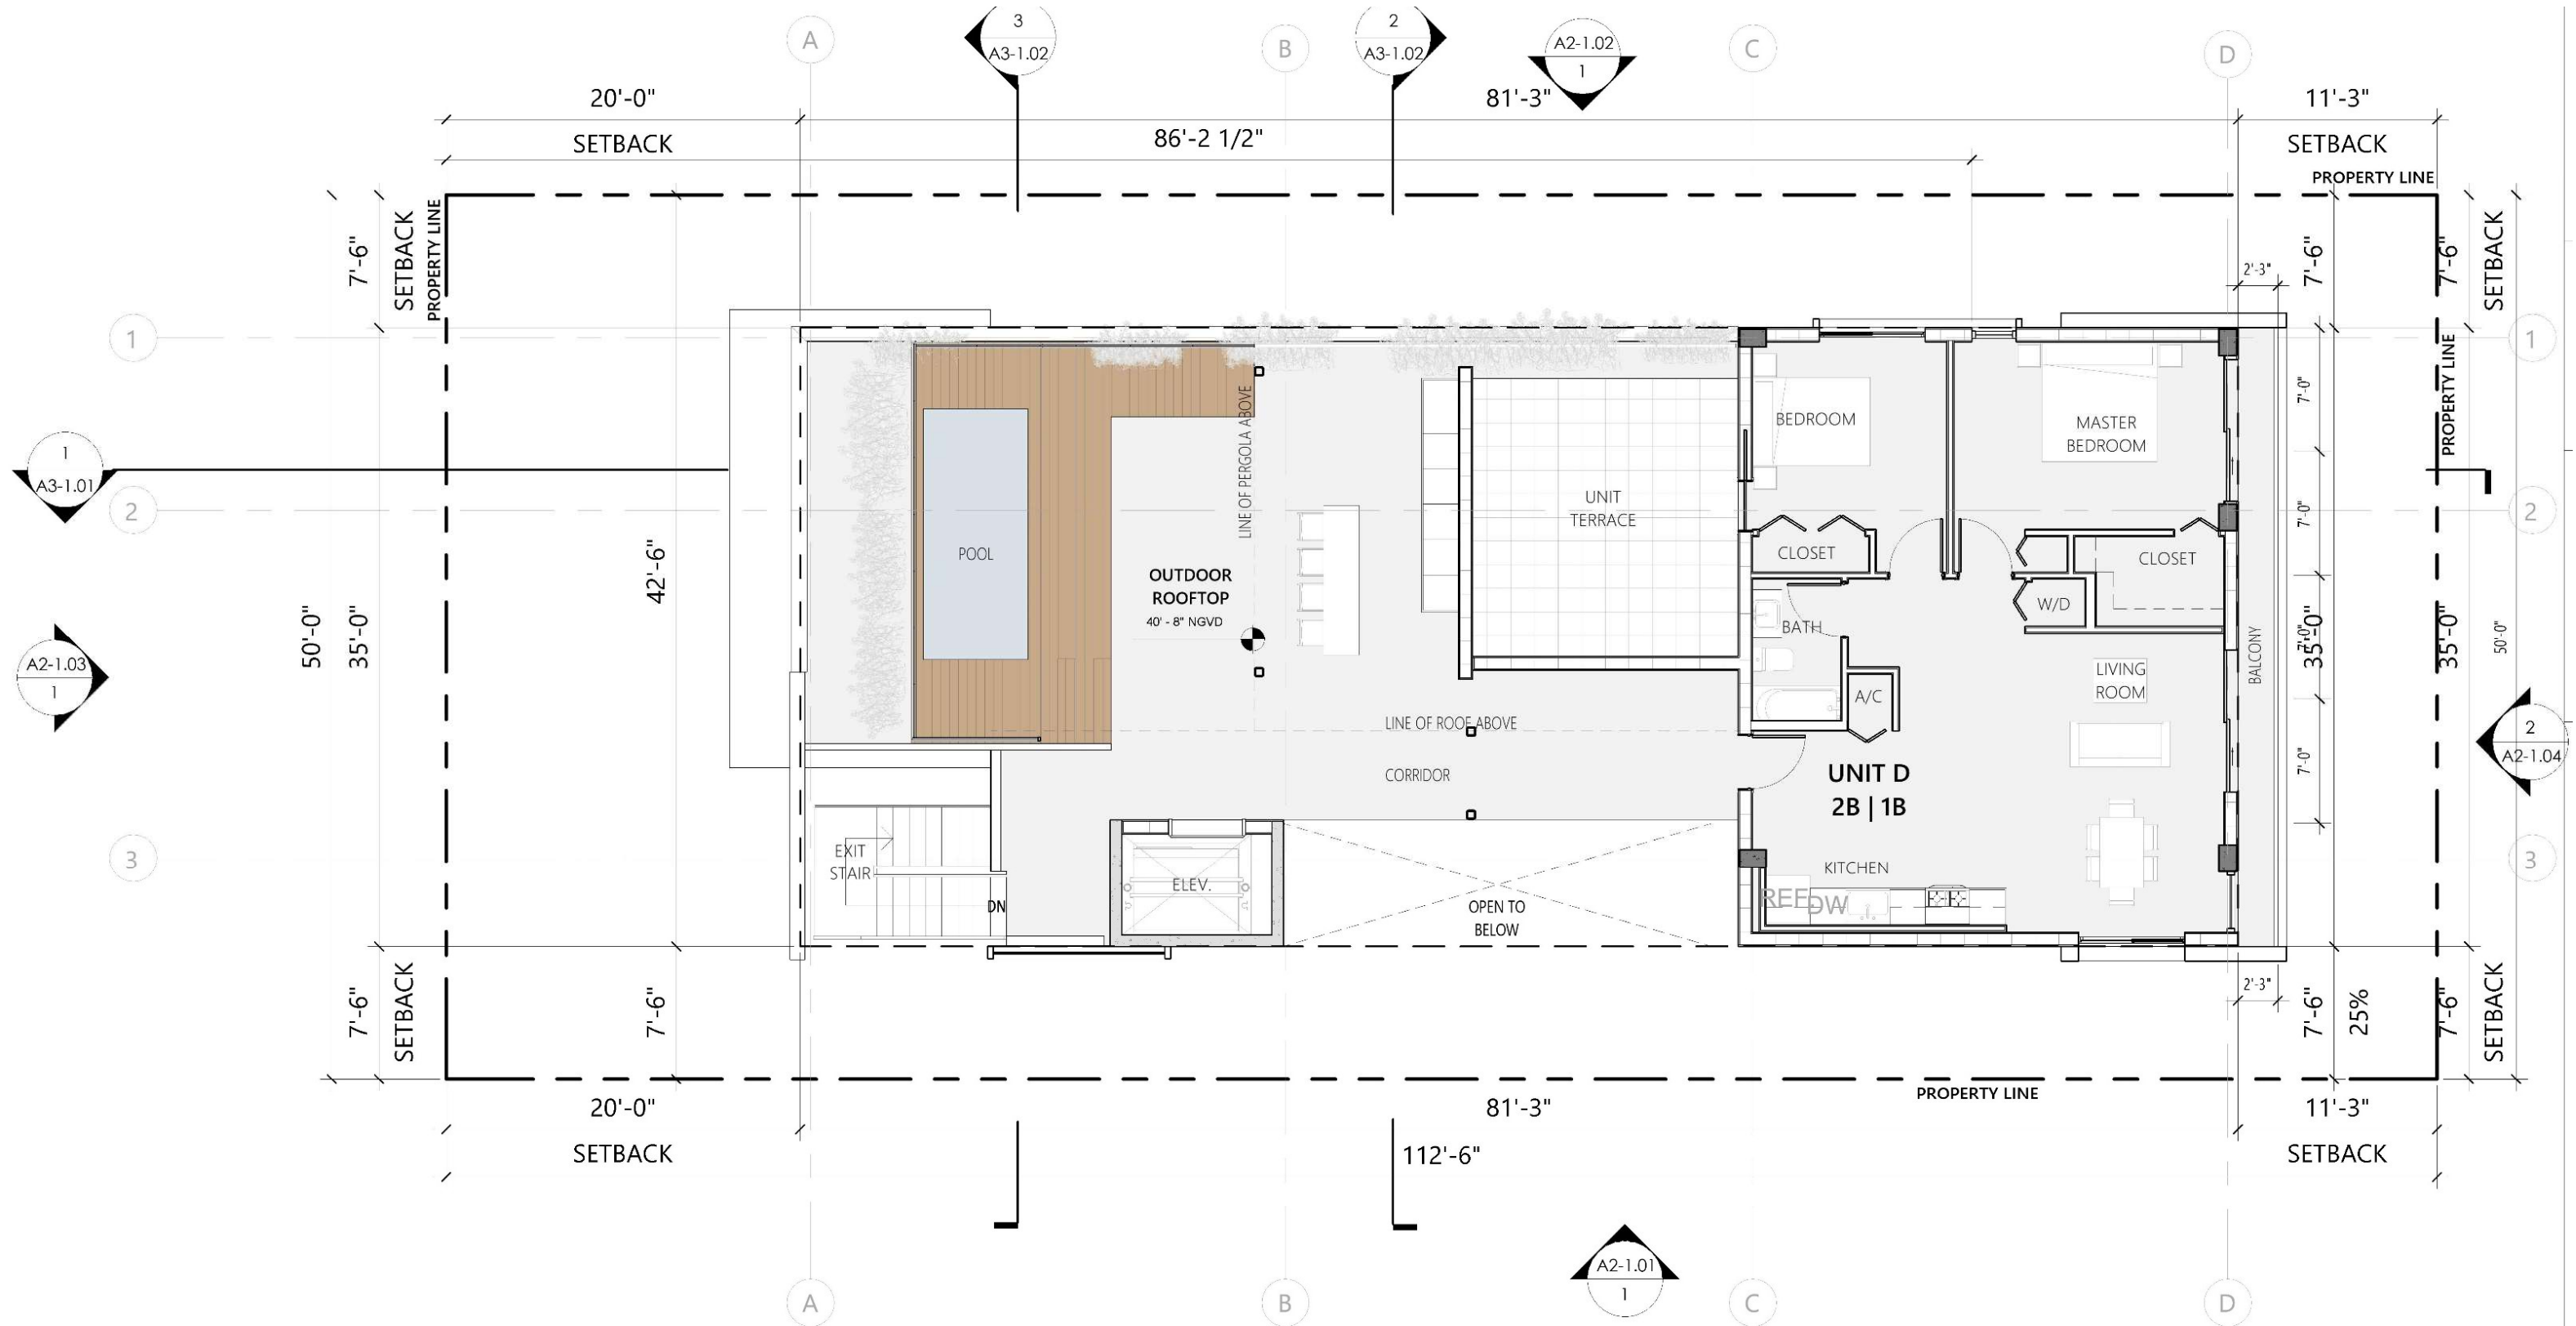 A
3
A3-1.02
B
2
A3-1.02
A2-1.02
1
C
D
20'-0"
81'-3"
11'-3"
SETBACK
86'-2 1/2"
SETBACK
PROPERTY LINE
7'-6"
SETBACK
PROPERTY LINE
7'-6"
7'-6"
SETBACK
2'-3"
1
1
PROPERTY LINE
7'-0"
LINE OF PERGOLA ABOVE
BEDROOM
MASTER
BEDROOM
1
A3-1.01
2
2
UNIT
TERRACE
7'-0"
POOL
CLOSET
CLOSET
50'-0"
35'-0"
42'-6"
OUTDOOR
ROOFTOP
40' - 8" NGVD
W/D
BATH
7'-0"
35'-0"
35'-0"
50'-0"
A2-1.03
1
BALCONY
LIVING
ROOM
A/C
LINE OF ROOF ABOVE
CORRIDOR
UNIT D
2B | 1B
7'-0"
2
A2-1.04
3
3
EXIT
STAIR
DN
ELEV.
OPEN TO
BELOW
KITCHEN
REF
DW
7'-6"
SETBACK
7'-6"
2'-3"
7'-6"
25%
7'-6"
SETBACK
PROPERTY LINE
20'-0"
81'-3"
11'-3"
SETBACK
112'-6"
SETBACK
A2-1.01
1
A
B
C
D